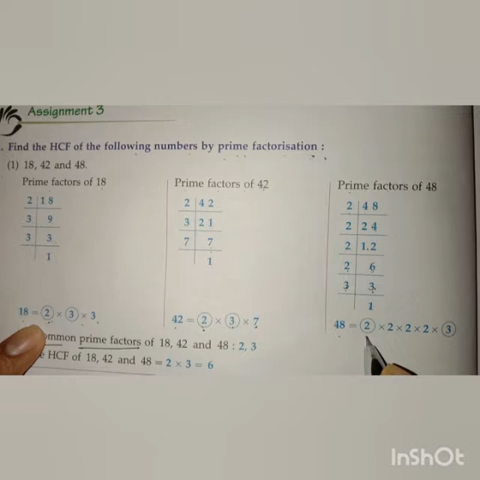 Assignment 3
. Find the HCF of the following numbers by prime factorisation :
(1) 18, 42 and 48.
Prime factors of 18
2 18
3 9
3 3
1
18 = 2 × 3 × 3
Prime factors of 42
2 42
3 21
7 7
1
42 = 2 × 3 × 7
Prime factors of 48
2 48
2 24
2 12
2 6
3 3
1
48 = 2 × 2 × 2 × 2 × 3
ommon prime factors of 18, 42 and 48 : 2, 3
HCF of 18, 42 and 48 = 2 × 3 = 6
InShOt